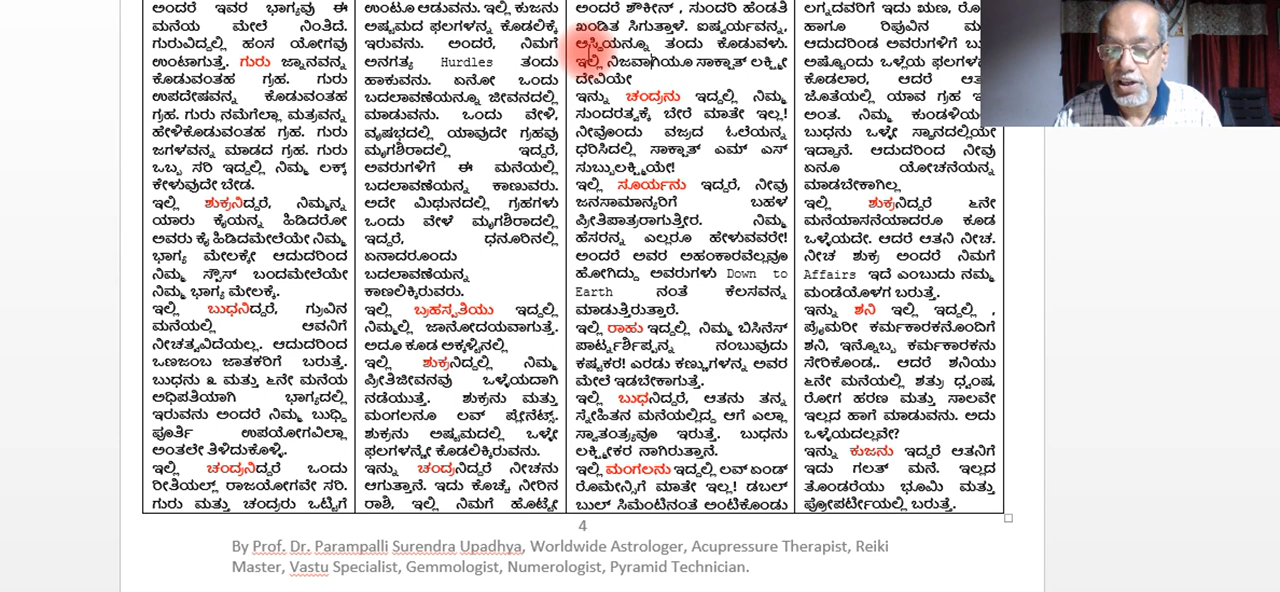 ಅಂದರೆ ಇವರ ಭಾಗ್ಯವು ಈ
ಮನೆಯ ಮೇಲೆ ನಿಂತಿದೆ.
ಗುರುವಿದ್ದಲ್ಲಿ ಹಂಸ ಯೋಗವು
ಉಂಟಾಗುತ್ತೆ. ಗುರು ಜ್ಞಾನವನ್ನ
ಕೊಡುವಂತಹ ಗ್ರಹ. ಗುರು
ಉಪದೇಷವನ್ನ ಕೊಡುವಂತಹ
ಗ್ರಹ. ಗುರು ನಮಗೆಲ್ಲಾ ಮತ್ರವನ್ನ
ಹೇಳಿಕೊಡುವಂತಹ ಗ್ರಹ. ಗುರು
ಜಗಳವನ್ನ ಮಾಡದ ಗ್ರಹ. ಗುರು
ಒಬ್ಬ ಸರಿ ಇದ್ದಲ್ಲಿ ನಿಮ್ಮ ಲಕ್ಕ್
ಕೇಳುವುದೇ ಬೇಡ.
ಇಲ್ಲಿ ಶುಕ್ರನಿದ್ದರೆ, ನಿಮ್ಮನ್ನ
ಯಾರು ಕೈಯನ್ನ ಹಿಡಿದರೋ
ಅವರು ಕೈ ಹಿಡಿದಮೇಲೆಯೇ ನಿಮ್ಮ
ಭಾಗ್ಯ ಮೇಲಕ್ಕೇ ಆದುದರಿಂದ
ನಿಮ್ಮ ಸ್ಪೌಸ್ ಬಂದಮೇಲೆಯೇ
ನಿಮ್ಮ ಭಾಗ್ಯ ಮೇಲಕ್ಕೆ.
ಇಲ್ಲಿ ಬುಧನಿದ್ದರೆ, ಗ್ರುವಿನ
ಮನೆಯಲ್ಲಿ ಆವನಿಗೆ
ನೀಚತ್ವವಿದೆಯಲ್ಲ. ಆದುದರಿಂದ
ಒಣಜಂಬ ಜಾತಕರಿಗೆ ಬರುತ್ತೆ.
ಬುಧನು ೩ ಮತ್ತು ೬ನೇ ಮನೆಯ
ಅಧಿಪತಿಯಾಗಿ ಭಾಗ್ಯದಲ್ಲಿ
ಇರುವನು ಅಂದರೆ ನಿಮ್ಮ ಬುಧ್ಧಿ
ಪೂರ್ತಿ ಉಪಯೋಗವಿಲ್ಲಾ
ಅಂತಲೇ ತಿಳಿದುಕೊಳ್ಳಿ.
ಇಲ್ಲಿ ಚಂದ್ರನಿದ್ದರೆ ಒಂದು
ರೀತಿಯಲ್ಲ್ ರಾಜಯೋಗವೇ ಸರಿ.
ಗುರು ಮತ್ತು ಚಂದ್ರರು ಒಟ್ಟಿಗೆ
ಉಂಟೂ ಆಡುವನು. ಇಲ್ಲಿ ಕುಜನು
ಅಷ್ಟಮದ ಫಲಗಳನ್ನ ಕೊಡಲಿಕ್ಕೆ
ಇರುವನು. ಅಂದರೆ, ನಿಮಗೆ
ಅನಗತ್ಯ Hurdles ತಂದು
ಹಾಕುವನು. ಏನೋ ಒಂದು
ಬದಲಾವಣೆಯನ್ನೂ ಜೀವನದಲ್ಲಿ
ಮಾಡುವನು. ಒಂದು ವೇಳೆ,
ವೃಷಭದಲ್ಲಿ ಯಾವುದೇ ಗ್ರಹವು
ಮೃಗಶಿರಾದಲ್ಲಿ ಇದ್ದರೆ,
ಅವರುಗಳಿಗೆ ಈ ಮನೆಯಲ್ಲಿ
ಬದಲಾವಣೆಯನ್ನ ಕಾಣುವರು.
ಅದೇ ಮಿಥುನದಲ್ಲಿ ಗ್ರಹಗಳು
ಒಂದು ವೇಳೆ ಮೃಗಶಿರಾದಲ್ಲಿ
ಇದ್ದರೆ, ಧನೂರಿನಲ್ಲಿ
ಏನಾದರೂಂದು
ಬದಲಾವಣೆಯನ್ನ
ಕಾಣಲಿಕ್ಕಿರುವರು.
ಇಲ್ಲಿ ಬ್ರಹಸ್ಪತಿಯು ಇದ್ದಲ್ಲಿ
ನಿಮ್ಮಲ್ಲಿ ಜಾನೋದಯವಾಗುತ್ತೆ.
ಅದೂ ಕೂಡ ಅಕ್ಕಳ್ಟಿನಲ್ಲಿ
ಇಲ್ಲಿ ಶುಕ್ರನಿದ್ದಲ್ಲಿ ನಿಮ್ಮ
ಪ್ರೀತಿಜೀವನವು ಒಳ್ಳೆಯದಾಗಿ
ನಡೆಯುತ್ತೆ. ಶುಕ್ರನು ಮತ್ತು
ಮಂಗಲನೂ ಲವ್ ಪ್ಲೇನೆಟ್ಸ್.
ಶುಕ್ರನು ಅಷ್ಟಮದಲ್ಲಿ ಒಳ್ಳೇ
ಫಲಗಳನ್ನೇ ಕೊಡಲಿಕ್ಕಿರುವನು.
ಇನ್ನು ಚಂದ್ರನಿದ್ದರೆ ನೀಚನು
ಆಗುತ್ತಾನೆ. ಇದು ಕೊಚ್ಚೆ ನೀರಿನ
ರಾಶಿ, ಇಲ್ಲಿ ನಿಮಗೆ ಹೊಟ್ಟೇ
ಅಂದರೆ ಶೌಕೀನ್ , ಸುಂದರಿ ಹೆಂಡತಿ
ಖಂಡಿತ ಸಿಗುತ್ತಾಳೆ. ಐಷ್ವರ್ಯವನ್ನ,
ಅಸ್ಥಿಯನ್ನೂ ತಂದು ಕೊಡುವಳು.
ಇಲ್ಲಿ ನಿಜವಾಗಿಯೂ ಸಾಕ್ಷಾತ್ ಲಕ್ಷ್ಮೀ
ದೇವಿಯೇ
ಇನ್ನು ಚಂದ್ರನು ಇದ್ದಲ್ಲಿ ನಿಮ್ಮ
ಸುಂದರತ್ವಕ್ಕೆ ಬೇರೆ ಮಾತೇ ಇಲ್ಲ!
ನೀವೊಂದು ವಜ್ರದ ಓಲೆಯನ್ನ
ಧರಿಸಿದಲ್ಲಿ ಸಾಕ್ಷಾತ್ ಎಮ್ ಎಸ್
ಸುಬ್ಬುಲಕ್ಷ್ಮಿಯೇ!
ಇಲ್ಲಿ ಸೂರ್ಯನು ಇದ್ದರೆ, ನೀವು
ಜನಸಾಮಾನ್ಯರಿಗೆ ಬಹಳ
ಪ್ರೀತಿಪಾತ್ರರಾಗುತ್ತೀರ. ನಿಮ್ಮ
ಹೆಸರನ್ನ ಎಲ್ಲರೂ ಹೇಳುವವರೇ!
ಅಂದರೆ ಅವರ ಅಹಂಕಾರವೆಲ್ಲವೂ
ಹೋಗಿದ್ದು ಅವರುಗಳು Down to
Earth ನಂತೆ ಕೆಲಸವನ್ನ
ಮಾಡುತ್ತಿರುತ್ತಾರೆ.
ಇಲ್ಲಿ ರಾಹು ಇದ್ದಲ್ಲಿ ನಿಮ್ಮ ಬಿಸಿನೆಸ್
ಪಾರ್ಟ್ನರ್ಶಿಪ್ಪನ್ನ ನಂಬುವುದು
ಕಷ್ಟಕರ! ಎರಡು ಕಣ್ಣುಗಳನ್ನ ಅವರ
ಮೇಲೆ ಇಡಬೇಕಾಗುತ್ತೆ.
ಇಲ್ಲಿ ಬುಧನಿದ್ದರೆ, ಆತನು ತನ್ನ
ಸ್ನೇಹಿತನ ಮನೆಯಲ್ಲಿದ್ದ ಆಗೆ ಎಲ್ಲಾ
ಸ್ವಾತಂತ್ರ್ಯವೂ ಇರುತ್ತೆ. ಬುಧನು
ಲಕ್ಶ್ಮೀಕರ ನಾಗಿರುತ್ತಾನೆ.
ಇಲ್ಲಿ ಮಂಗಲನು ಇದ್ದಲ್ಲಿ ಲವ್ ಏಂಡ್
ರೊಮೇನ್ಸಿಗೆ ಮಾತೇ ಇಲ್ಲ! ಡಬಲ್
ಬುಲ್ ಸಿಮೆಂಟಿನಂತೆ ಅಂಟಿಕೊಂಡು
ಲಗ್ನದವರಿಗೆ ಇದು ಋಣ,
ಹಾಗೂ ರಿಪುವಿನ
ಆದುದರಿಂಡ ಅವರುಗಳಿಗೆ
ಅಷ್ಟೊಂದು ಒಳ್ಳೆಯ
ಕೊಡಲಾರ, ಆದರೆ
ಜೊತೆಯಲ್ಲಿ ಯಾವ ಗ್ರಹ
ಅಂತ. ನಿಮ್ಮ
ಬುಧನು ಒಳ್ಳೇ ಸ್ಥಾನದಲ್ಲಿಯೇ
ಇದ್ದಾನೆ. ಆದುದರಿಂದ ನೀವು
ಏನೂ ಯೋಚನೆಯನ್ನ
ಮಾಡಬೇಕಾಗಿಲ್ಲ
ಇಲ್ಲಿ ಶುಕ್ರನಿದ್ದರೆ ೬ನೇ
ಮನೆಯಾಸನೆಯಾದರೂ ಕೂಡ
ಒಳ್ಳೆಯದೇ. ಆದರೆ ಆತನಿ ನೀಚ.
ನೀಚ ಶುಕ್ರ ಅಂದರೆ ನಿಮಗೆ
Affairs ಇದೆ ಎಂಬುದು ನಮ್ಮ
ಮಂಡೆಯೊಳಗ ಬರುತ್ತೆ.
ಇನ್ನು ಶನಿ ಇಲ್ಲಿ ಇದ್ದಲ್ಲಿ ,
ಪ್ರೈಮರೀ ಕರ್ಮಕಾರಕನೊಂದಿಗೆ
ಶನಿ, ಇನ್ನೊಬ್ಬ ಕರ್ಮಕಾರಕನು
ಸೇರಿಕೊಂಡ,. ಆದರೆ ಶನಿಯು
೬ನೇ ಮನೆಯಲ್ಲಿ ಶತ್ರು ಧ್ವಂಷ,
ರೋಗ ಹರಣ ಮತ್ತು ಸಾಲವೇ
ಇಲ್ಲದ ಹಾಗೆ ಮಾಡುವನು. ಅದು
ಒಳ್ಳೆಯದಲ್ಲವೇ?
ಇನ್ನು ಕುಜನು ಇದ್ದರೆ ಆತನಿಗೆ
ಇದು ಗಲತ್ ಮನೆ. ಇಲ್ಲದ
ತೊಂಡರೆಯು ಭೂಮಿ ಮತ್ತು
ಪ್ರೋಪರ್ಟೀಯಲ್ಲಿ ಬರುತ್ತೆ.
4
By Prof. Dr. Parampalli Surendra Upadhya, Worldwide Astrologer, Acupressure Therapist, Reiki
Master, Vastu Specialist, Gemmologist, Numerologist, Pyramid Technician.